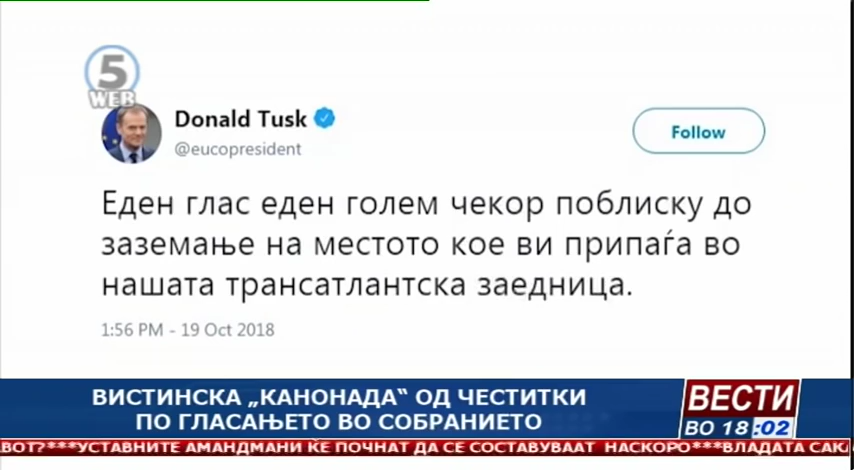 5
WEB
Donald Tusk
@eucopresident
Follow
Еден глас еден голем чекор поблиску до
заземање на местото кое ви припаѓа во
нашата трансатлантска заедница.
1:56 PM - 19 Oct 2018
ВИСТИНСКА „КАНОНАДА“ ОД ЧЕСТИТКИ
ПО ГЛАСАЊЕТО ВО СОБРАНИЕТО
ВЕСТИ
ВО 18:02
ВОТ?***УСТАВНИТЕ АМАНДМАНИ ЌЕ ПОЧНАТ ДА СЕ СОСТАВУВААТ НАСКОРО***ВЛАДАТА САКА